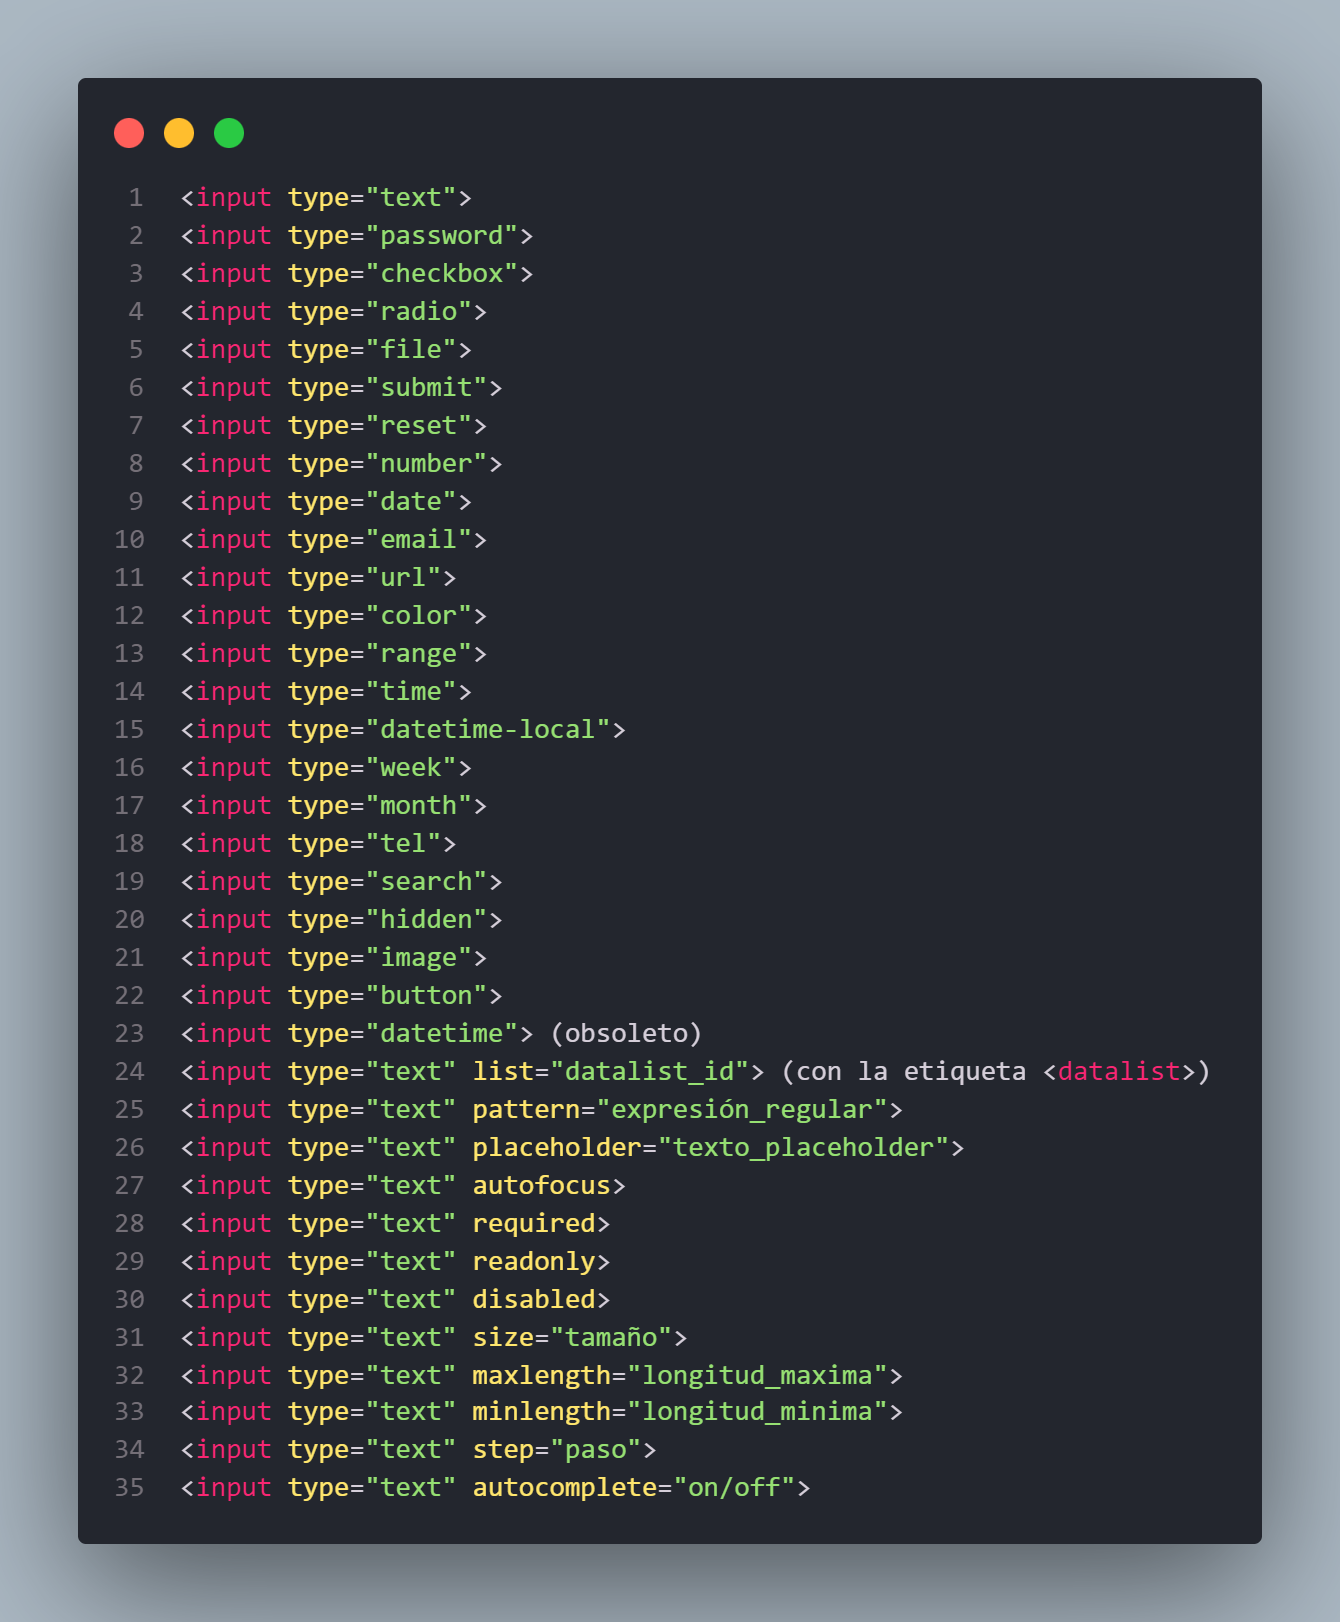 1 <input type="text">
2 <input type="password">
3 <input type="checkbox">
4 <input type="radio">
5 <input type="file">
6 <input type="submit">
7 <input type="reset">
8 <input type="number">
9 <input type="date">
10 <input type="email">
11 <input type="url">
12 <input type="color">
13 <input type="range">
14 <input type="time">
15 <input type="datetime-local">
16 <input type="week">
17 <input type="month">
18 <input type="tel">
19 <input type="search">
20 <input type="hidden">
21 <input type="image">
22 <input type="button">
23 <input type="datetime"> (obsoleto)
24 <input type="text" list="datalist_id"> (con la etiqueta <datalist>)
25 <input type="text" pattern="expresión_regular">
26 <input type="text" placeholder="texto_placeholder">
27 <input type="text" autofocus>
28 <input type="text" required>
29 <input type="text" readonly>
30 <input type="text" disabled>
31 <input type="text" size="tamaño">
32 <input type="text" maxlength="longitud_maxima">
33 <input type="text" minlength="longitud_minima">
34 <input type="text" step="paso">
35 <input type="text" autocomplete="on/off">